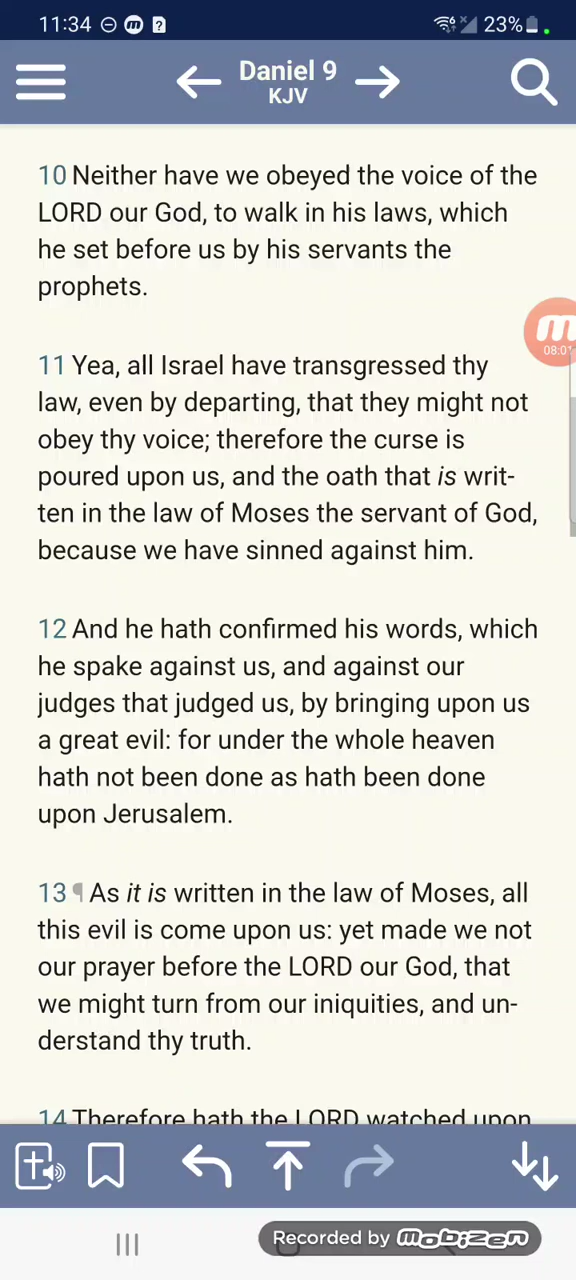 11:34 m ? 6 23%
Daniel 9
KJV
10 Neither have we obeyed the voice of the
LORD our God, to walk in his laws, which
he set before us by his servants the
prophets.
m
08:01
11 Yea, all Israel have transgressed thy
law, even by departing, that they might not
obey thy voice; therefore the curse is
poured upon us, and the oath that is writ-
ten in the law of Moses the servant of God,
because we have sinned against him.
12 And he hath confirmed his words, which
he spake against us, and against our
judges that judged us, by bringing upon us
a great evil: for under the whole heaven
hath not been done as hath been done
upon Jerusalem.
13 ¶ As it is written in the law of Moses, all
this evil is come upon us: yet made we not
our prayer before the LORD our God, that
we might turn from our iniquities, and un-
derstand thy truth.
14 Therefore hath the LORD watched upon
Recorded by mobizen